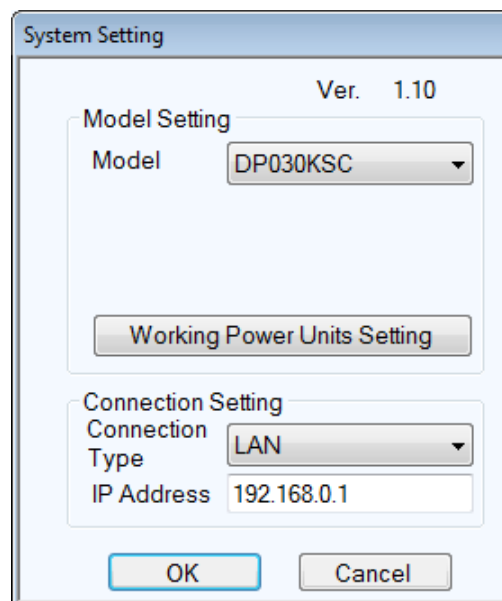 System Setting
Ver. 1.10
Model Setting
Model DP030KSC
Working Power Units Setting
Connection Setting
Connection
Type LAN
IP Address 192.168.0.1
OK Cancel